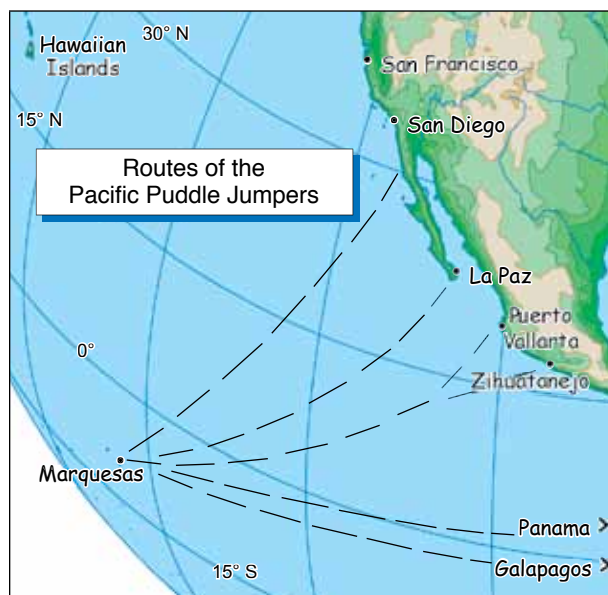 30° N
Hawaiian
Islands
San Francisco
15° N
San Diego
Routes of the
Pacific Puddle Jumpers
La Paz
Puerto
Vallarta
0°
Zihuatanejo
Marquesas
Panama
Galapagos
15° S